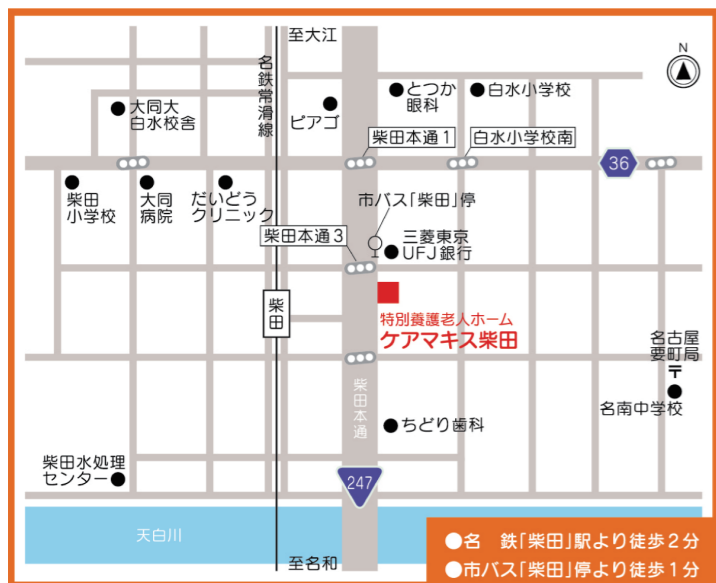 至大江
N
名鉄常滑線
大同大
白水校舎
ピアゴ
とつか
眼科
白水小学校
柴田本通1
白水小学校南
36
柴田
小学校
大同
病院
だいどう
クリニック
市バス「柴田」停
柴田本通3
三菱東京
UFJ銀行
柴田
特別養護老人ホーム
ケアマキス柴田
名古屋
要町局
〒
名南中学校
柴田本通
ちどり歯科
柴田水処理
センター
247
天白川
至名和
●名 鉄「柴田」駅より徒歩2分
●市バス「柴田」停より徒歩1分